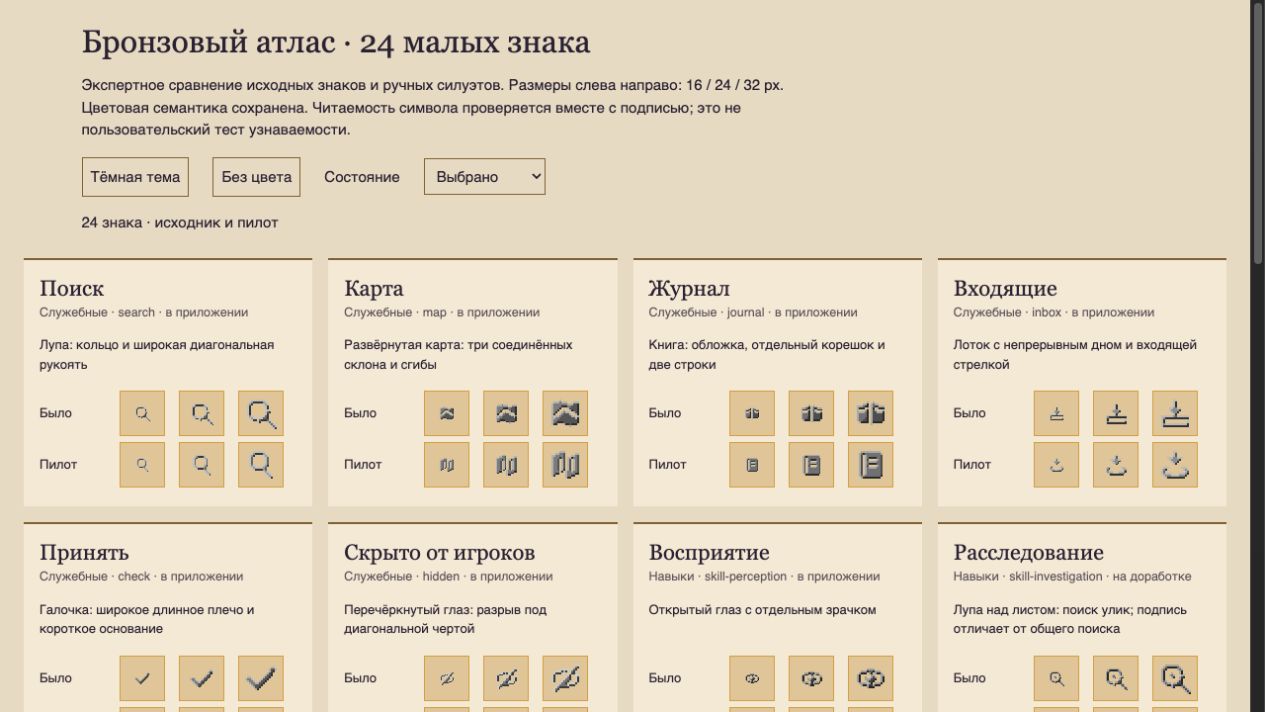 Бронзовый атлас · 24 малых знака
Экспертное сравнение исходных знаков и ручных силуэтов. Размеры слева направо: 16 / 24 / 32 px.
Цветовая семантика сохранена. Читаемость символа проверяется вместе с подписью; это не
пользовательский тест узнаваемости.
Тёмная тема Без цвета Состояние Выбрано
24 знака · исходник и пилот
Поиск
Служебные · search · в приложении
Лупа: кольцо и широкая диагональная
рукоять
Было
Пилот
Карта
Служебные · map · в приложении
Развёрнутая карта: три соединённых
склона и сгибы
Было
Пилот
Журнал
Служебные · journal · в приложении
Книга: обложка, отдельный корешок и
две строки
Было
Пилот
Входящие
Служебные · inbox · в приложении
Лоток с непрерывным дном и входящей
стрелкой
Было
Пилот
Принять
Служебные · check · в приложении
Галочка: широкое длинное плечо и
короткое основание
Было
Скрыто от игроков
Служебные · hidden · в приложении
Перечёркнутый глаз: разрыв под
диагональной чертой
Было
Восприятие
Навыки · skill-perception · в приложении
Открытый глаз с отдельным зрачком
Было
Расследование
Навыки · skill-investigation · на доработке
Лупа над листом: поиск улик; подпись
отличает от общего поиска
Было